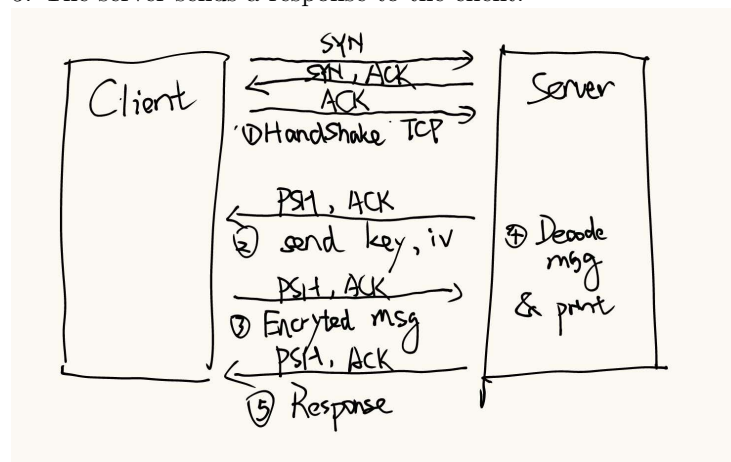 SYN
SYN, ACK
Client
Server
ACK
①HandShake TCP
PSH, ACK
② send key, iv
④ Decode
msg
& print
PSH, ACK
③ Encryted msg
PSH, ACK
⑤ Response